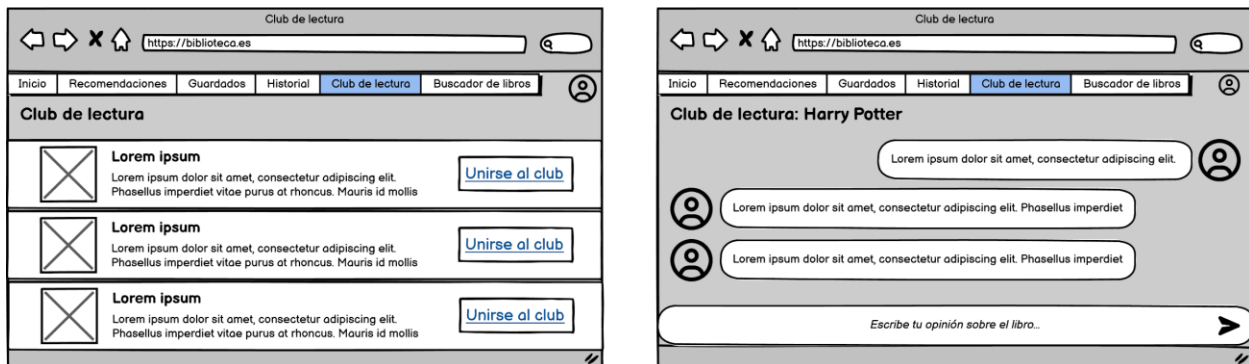 Club de lectura
https://biblioteca.es
Inicio Recomendaciones Guardados Historial Club de lectura Buscador de libros
Club de lectura
Lorem ipsum
Lorem ipsum dolor sit amet, consectetur adipiscing elit.
Phasellus imperdiet vitae purus at rhoncus. Mauris id mollis
Unirse al club
Lorem ipsum
Lorem ipsum dolor sit amet, consectetur adipiscing elit.
Phasellus imperdiet vitae purus at rhoncus. Mauris id mollis
Unirse al club
Lorem ipsum
Lorem ipsum dolor sit amet, consectetur adipiscing elit.
Phasellus imperdiet vitae purus at rhoncus. Mauris id mollis
Unirse al club
Club de lectura
https://biblioteca.es
Inicio Recomendaciones Guardados Historial Club de lectura Buscador de libros
Club de lectura: Harry Potter
Lorem ipsum dolor sit amet, consectetur adipiscing elit.
Lorem ipsum dolor sit amet, consectetur adipiscing elit. Phasellus imperdiet
Lorem ipsum dolor sit amet, consectetur adipiscing elit. Phasellus imperdiet
Escribe tu opinión sobre el libro...